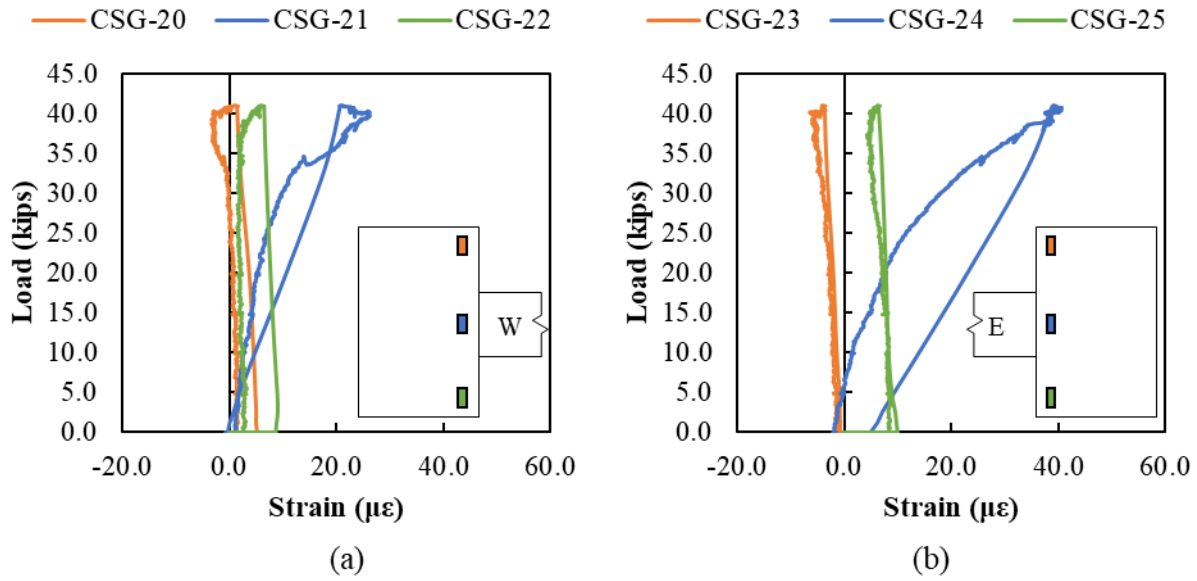 CSG-20 CSG-21 CSG-22
45.0
40.0
35.0
30.0
25.0
20.0
15.0
10.0
5.0
0.0
Load (kips)
W
-20.0 0.0 20.0 40.0 60.0
Strain (με)
(a)
CSG-23 CSG-24 CSG-25
45.0
40.0
35.0
30.0
25.0
20.0
15.0
10.0
5.0
0.0
Load (kips)
E
-20.0 0.0 20.0 40.0 60.0
Strain (με)
(b)